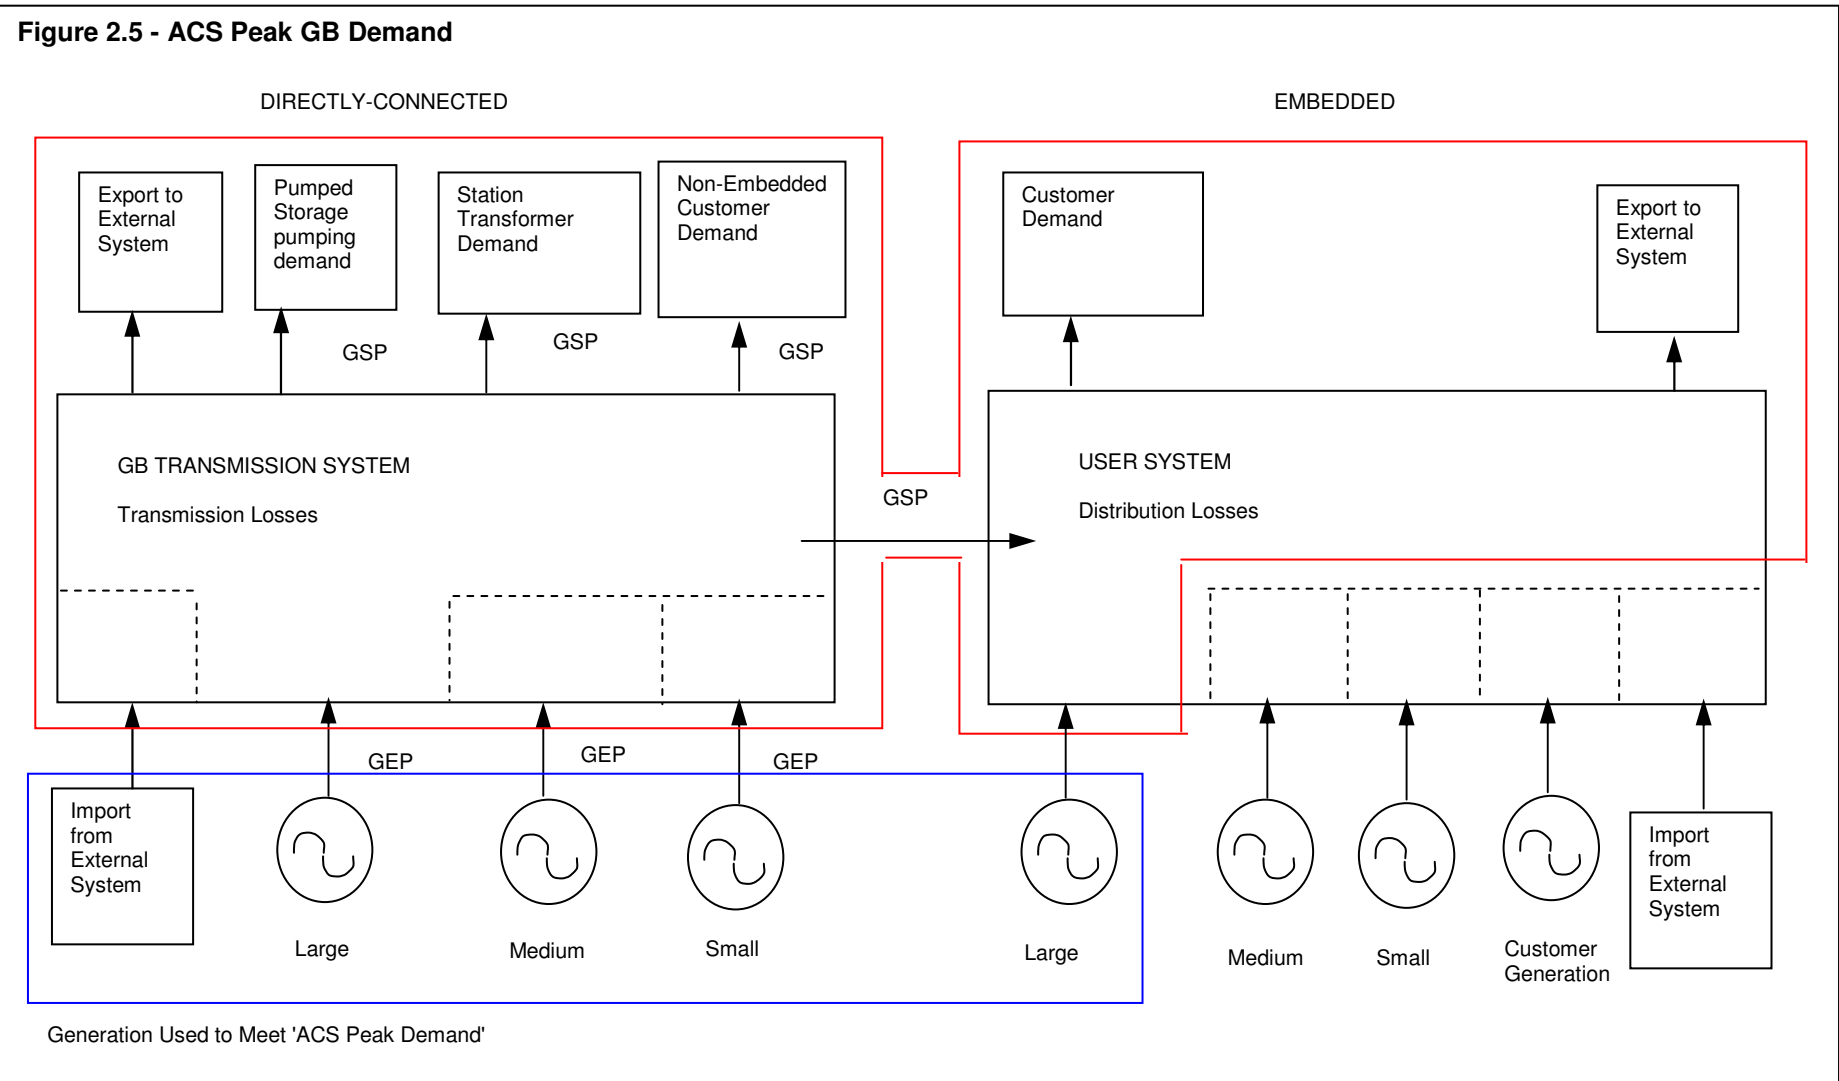 Figure 2.5 - ACS Peak GB Demand
DIRECTLY-CONNECTED
EMBEDDED
Export to
External
System
Pumped
Storage
pumping
demand
Station
Transformer
Demand
Non-Embedded
Customer
Demand
Customer
Demand
Export to
External
System
GSP
GSP
GSP
GB TRANSMISSION SYSTEM
Transmission Losses
GSP
USER SYSTEM
Distribution Losses
GEP
GEP
GEP
Import
from
External
System
Large
Medium
Small
Large
Medium
Small
Customer
Generation
Import
from
External
System
Generation Used to Meet 'ACS Peak Demand'